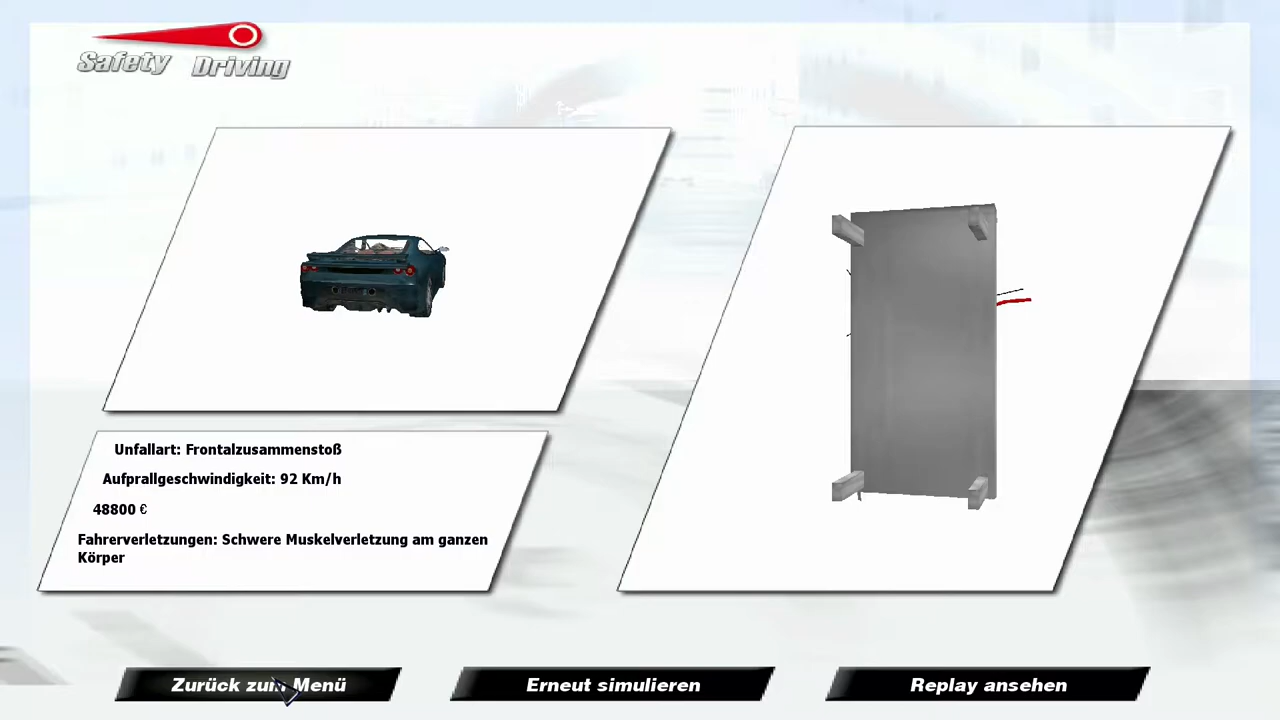 Safety Driving
Unfallart: Frontalzusammenstoß
Aufprallgeschwindigkeit: 92 Km/h
48800 €
Fahrerverletzungen: Schwere Muskelverletzung am ganzen
Körper
Zurück zum Menü
Erneut simulieren
Replay ansehen